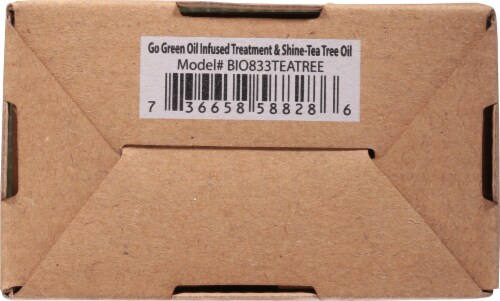 Go Green Oil Infused Treatment & Shine-Tea Tree Oil
Model# BIO833TEATREE
7 36658 58828 6